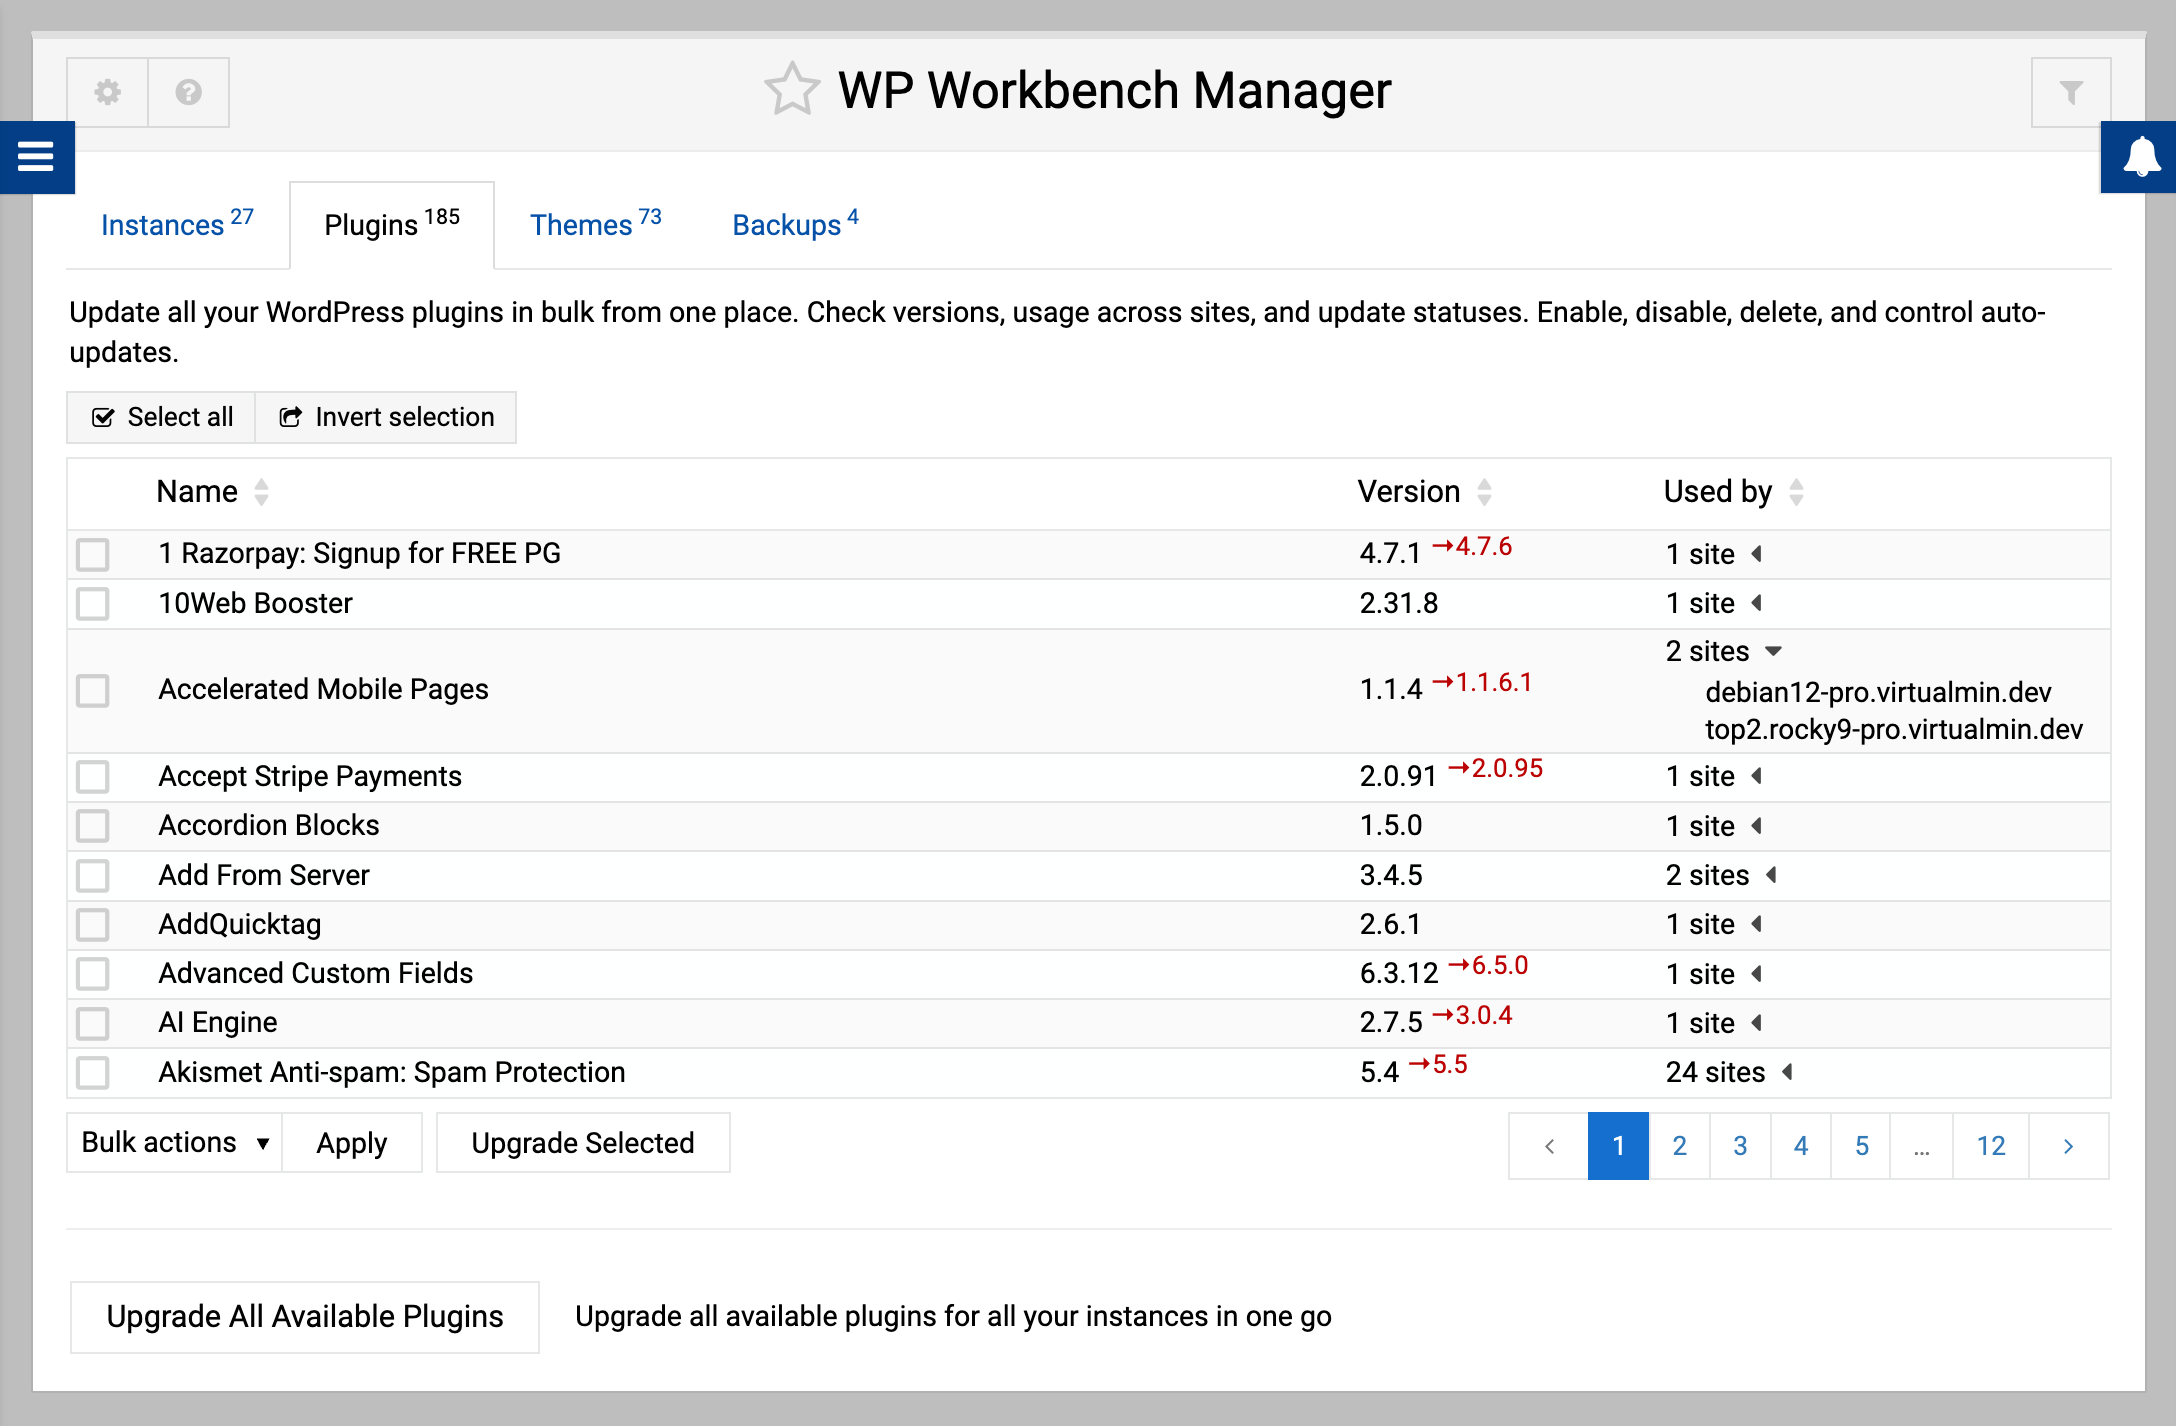 WP Workbench Manager
Instances 27 Plugins 185 Themes 73 Backups 4
Update all your WordPress plugins in bulk from one place. Check versions, usage across sites, and update statuses. Enable, disable, delete, and control auto-
updates.
Select all Invert selection
Name Version Used by
1 Razorpay: Signup for FREE PG 4.7.1 →4.7.6 1 site
10Web Booster 2.31.8 1 site
Accelerated Mobile Pages 1.1.4 →1.1.6.1 2 sites
debian12-pro.virtualmin.dev
top2.rocky9-pro.virtualmin.dev
Accept Stripe Payments 2.0.91 →2.0.95 1 site
Accordion Blocks 1.5.0 1 site
Add From Server 3.4.5 2 sites
AddQuicktag 2.6.1 1 site
Advanced Custom Fields 6.3.12 →6.5.0 1 site
AI Engine 2.7.5 →3.0.4 1 site
Akismet Anti-spam: Spam Protection 5.4 →5.5 24 sites
Bulk actions Apply Upgrade Selected ‹ 1 2 3 4 5 … 12 ›
Upgrade All Available Plugins Upgrade all available plugins for all your instances in one go